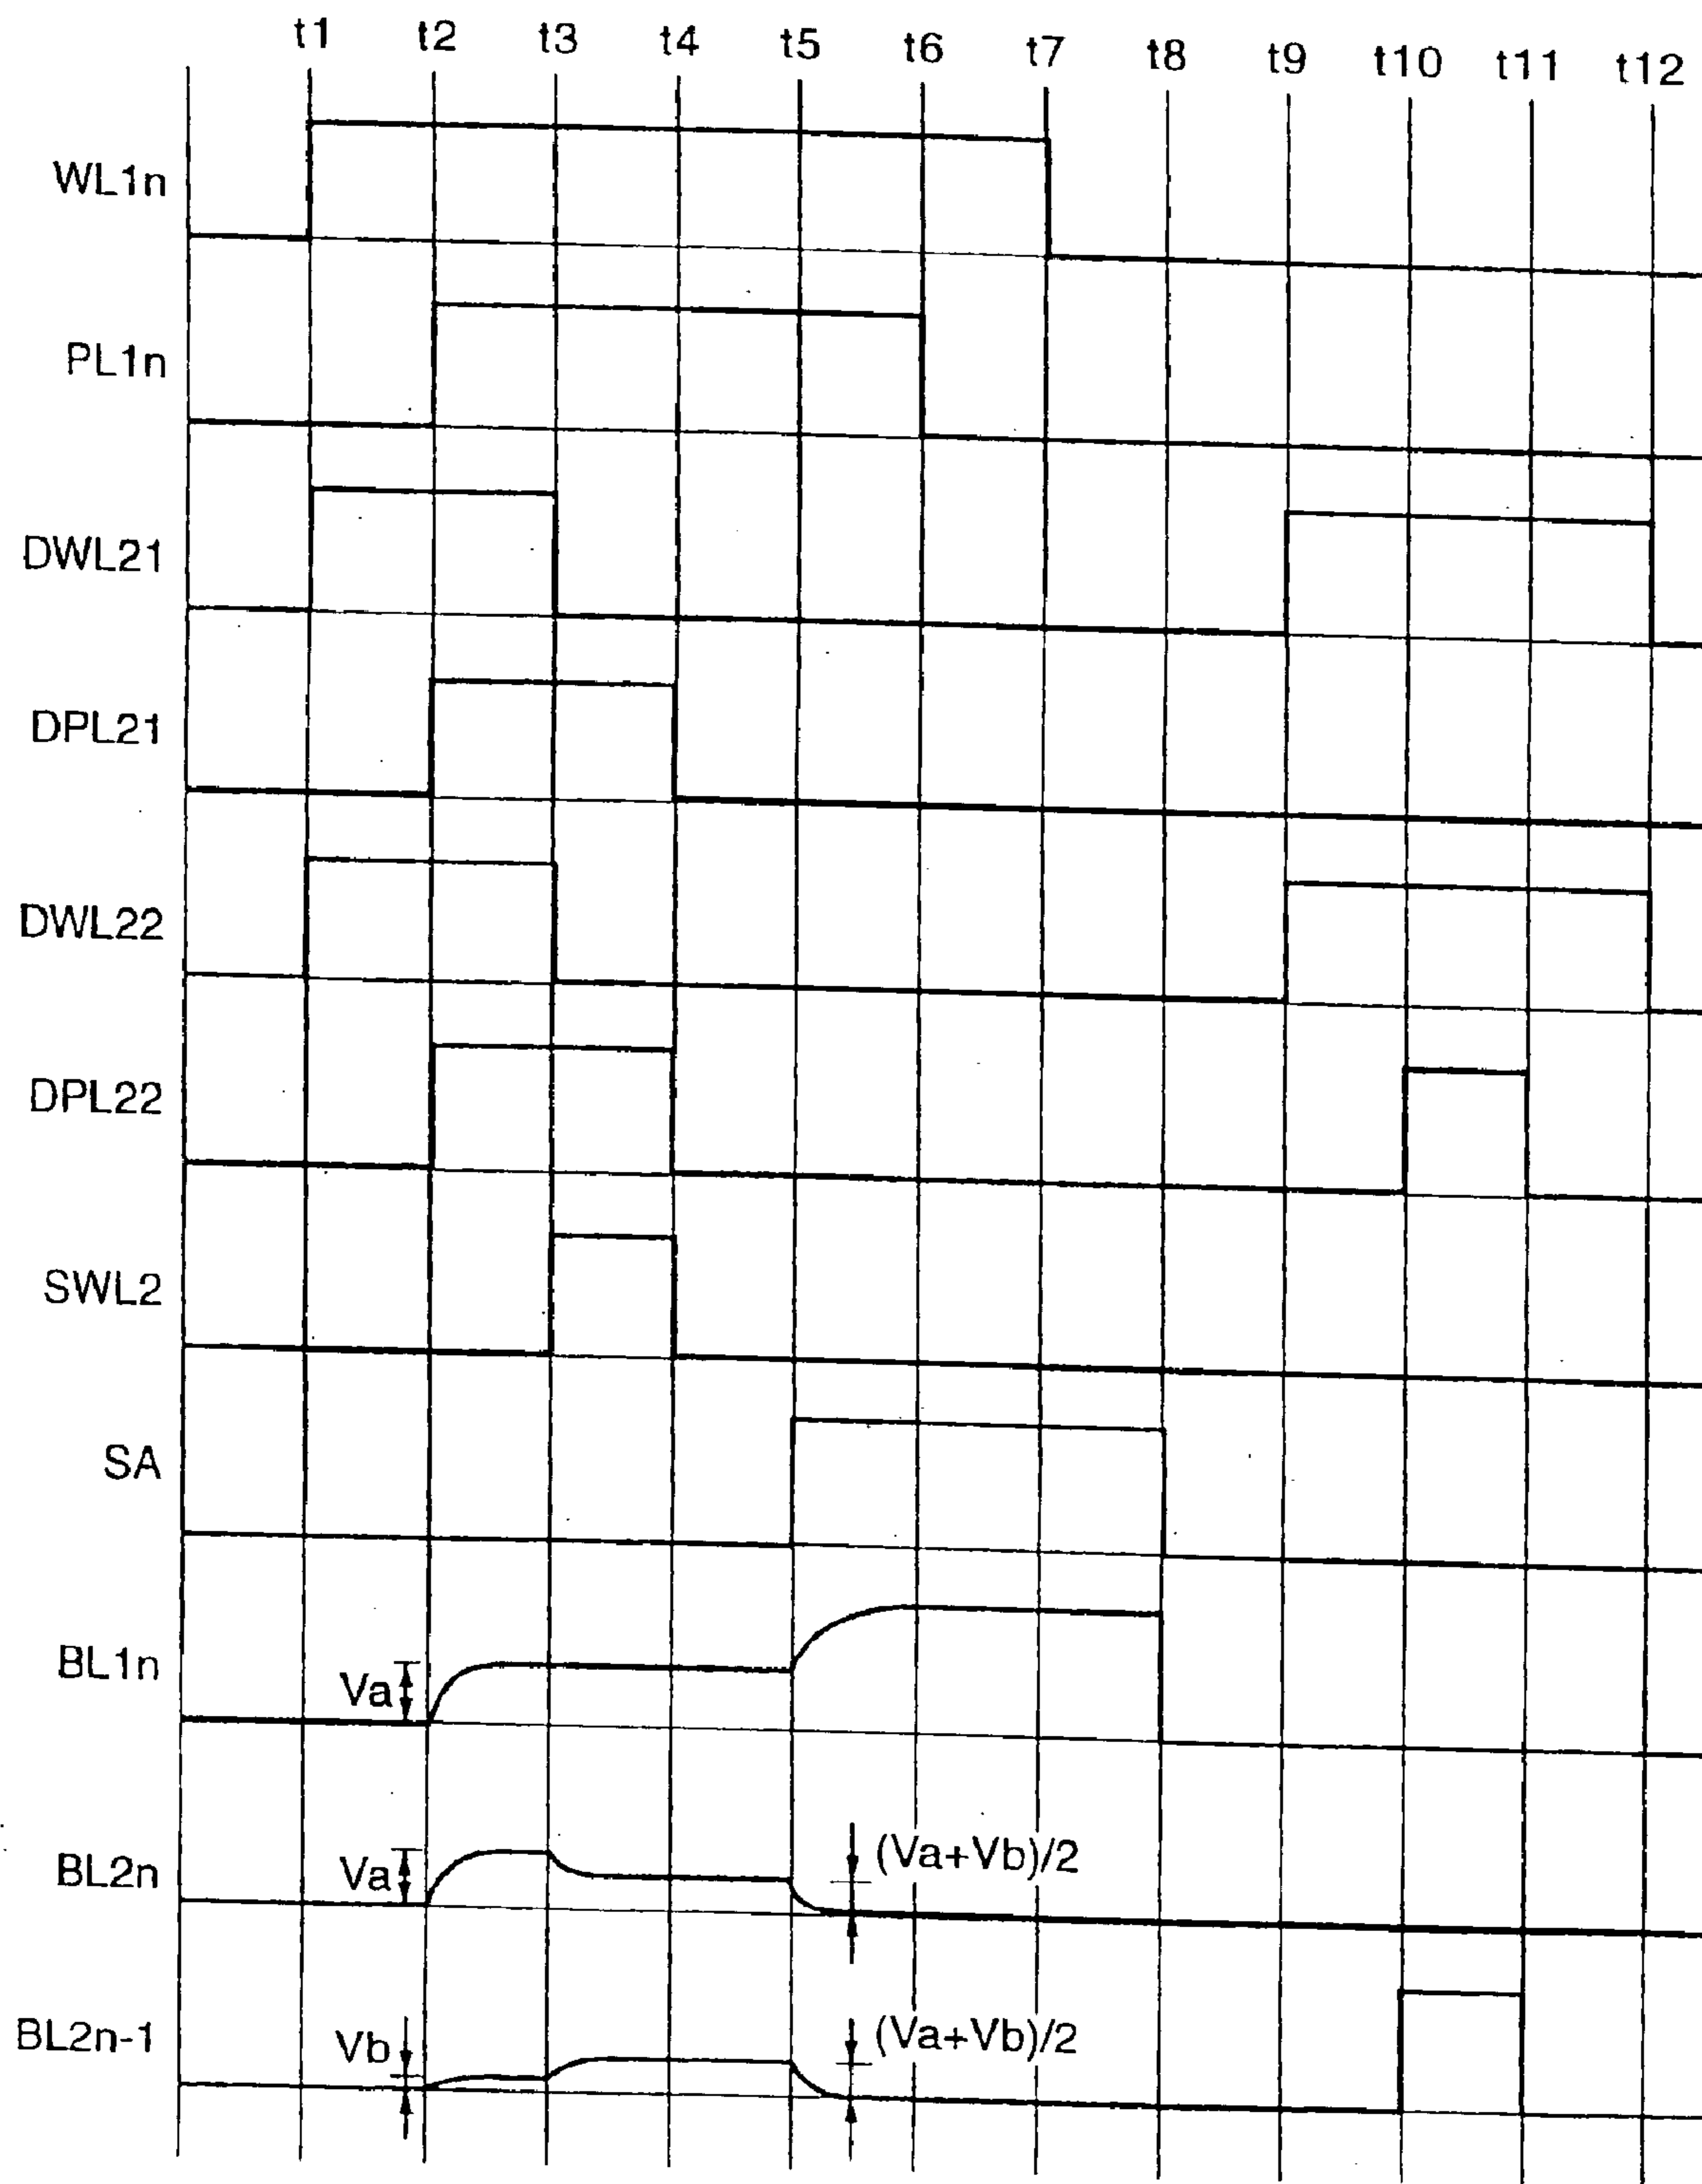 t1 t2 t3 t4 t5 t6 t7 t8 t9 t10 t11 t12
WL1n
PL1n
DWL21
DPL21
DWL22
DPL22
SWL2
SA
BL1n
Va
BL2n
Va
(Va+Vb)/2
BL2n-1
Vb
(Va+Vb)/2